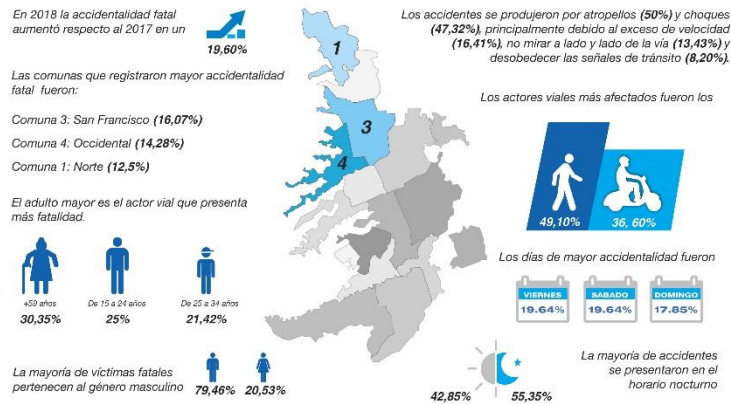 En 2018 la accidentalidad fatal
aumentó respecto al 2017 en un
19,60%
Las comunas que registraron mayor accidentalidad
fatal fueron:
Comuna 3: San Francisco (16,07%)
Comuna 4: Occidental (14,28%)
Comuna 1: Norte (12,5%)
El adulto mayor es el actor vial que presenta
más fatalidad.
+59 años
30,35%
De 15 a 24 años
25%
De 25 a 34 años
21,42%
La mayoría de víctimas fatales
pertenecen al género masculino
79,46%
20,53%
1
3
4
Los accidentes se produjeron por atropellos (50%) y choques
(47,32%), principalmente debido al exceso de velocidad
(16,41%), no mirar a lado y lado de la vía (13,43%) y
desobedecer las señales de tránsito (8,20%).
Los actores viales más afectados fueron los
49,10%
36, 60%
Los días de mayor accidentalidad fueron
VIERNES
19.64%
SABADO
19.64%
DOMINGO
17.85%
La mayoría de accidentes
se presentaron en el
horario nocturno
42,85%
55,35%